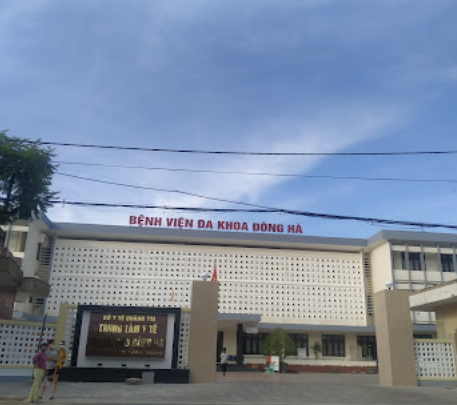 BỆNH VIỆN ĐA KHOA ĐÔNG HÀ
SỞ Y TẾ QUẢNG TRỊ
TRUNG TÂM Y TẾ